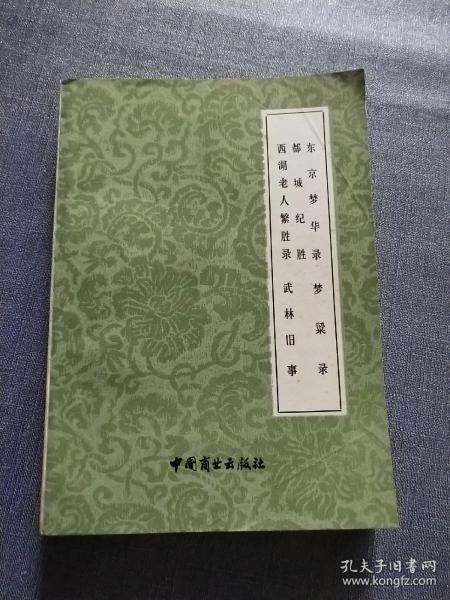 东京梦华录 梦粱录
都城纪胜
西湖老人繁胜录 武林旧事
中国商业出版社
孔夫子旧书网
www.kongfz.com